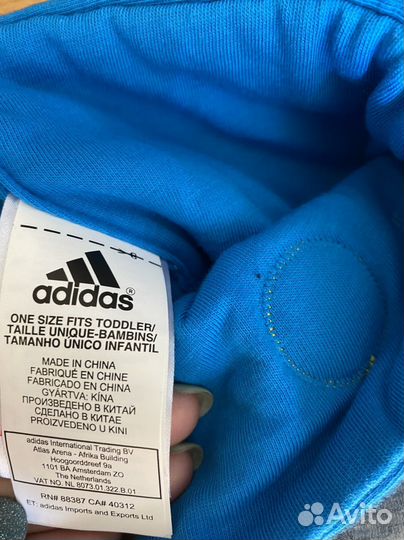 adidas®
ONE SIZE FITS TODDLER/
TAILLE UNIQUE-BAMBINS/
TAMANHO ÚNICO INFANTIL
MADE IN CHINA
FABRIQUÉ EN CHINE
FABRICADO EN CHINA
GYÁRTVA: KÍNA
ПРОИЗВЕДЕНО В КИТАЙ
СДЕЛАНО В КИТАЕ
PROIZVEDENO U KINI
adidas International Trading BV
Atlas Arena - Afrika Building
Hoogoorddreef 9a
1101 BA Amsterdam ZO
The Netherlands
VAT NO. NL 8073.01.322.B.01
RN# 88387 CA# 40312
ET: adidas Imports and Exports Ltd
Avito